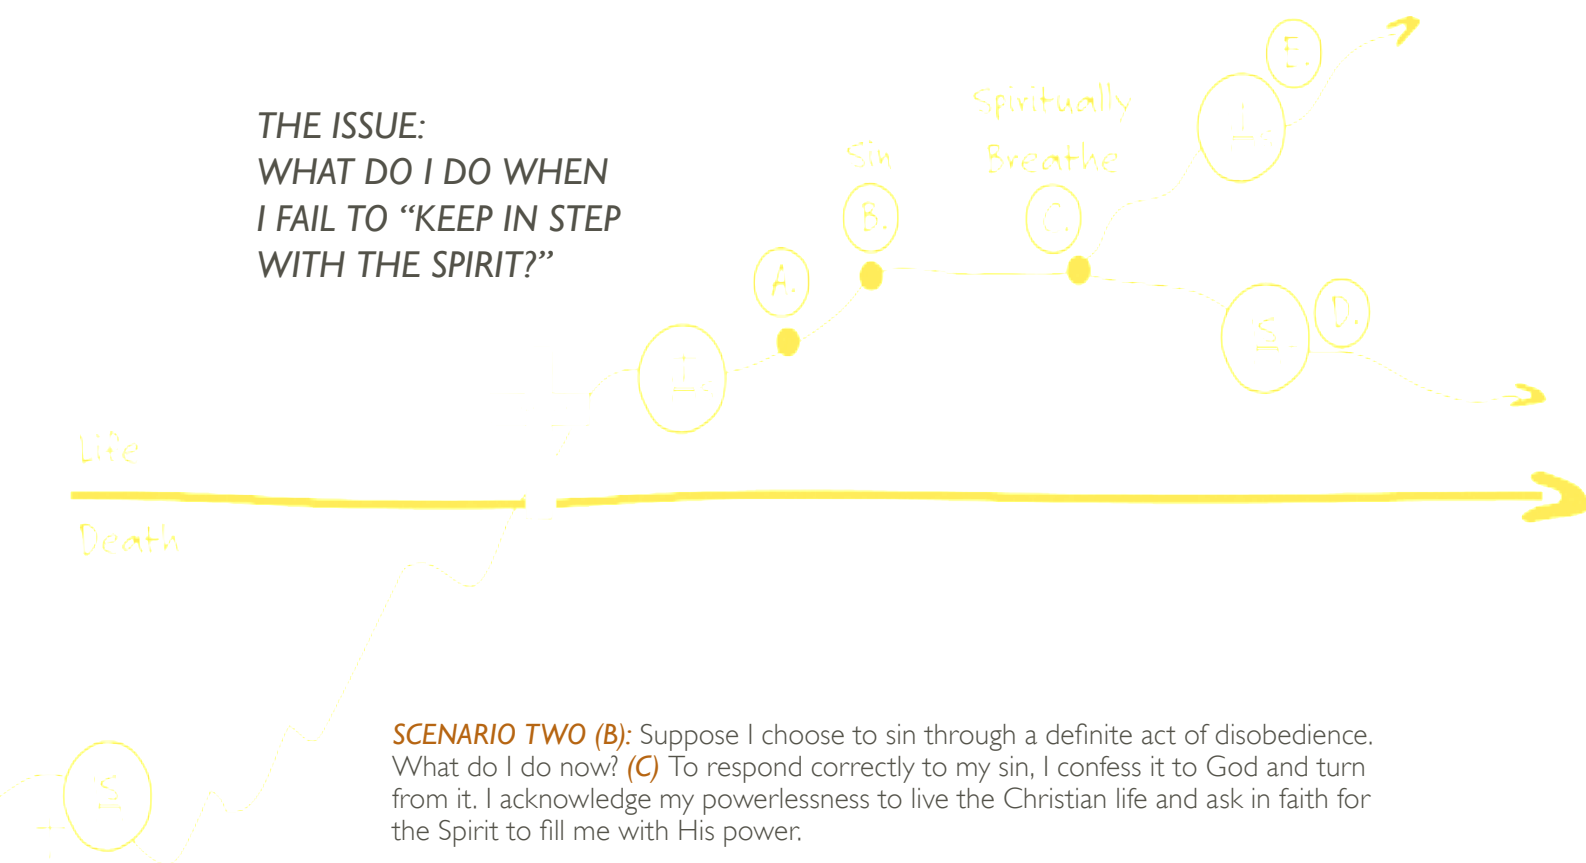 THE ISSUE:
WHAT DO I DO WHEN
I FAIL TO “KEEP IN STEP
WITH THE SPIRIT?”
E.
Spiritually
Breathe
I
Sin
B.
C.
A.
I
S
D.
Life
Death
S
SCENARIO TWO (B): Suppose I choose to sin through a definite act of disobedience.
What do I do now? (C) To respond correctly to my sin, I confess it to God and turn
from it. I acknowledge my powerlessness to live the Christian life and ask in faith for
the Spirit to fill me with His power.